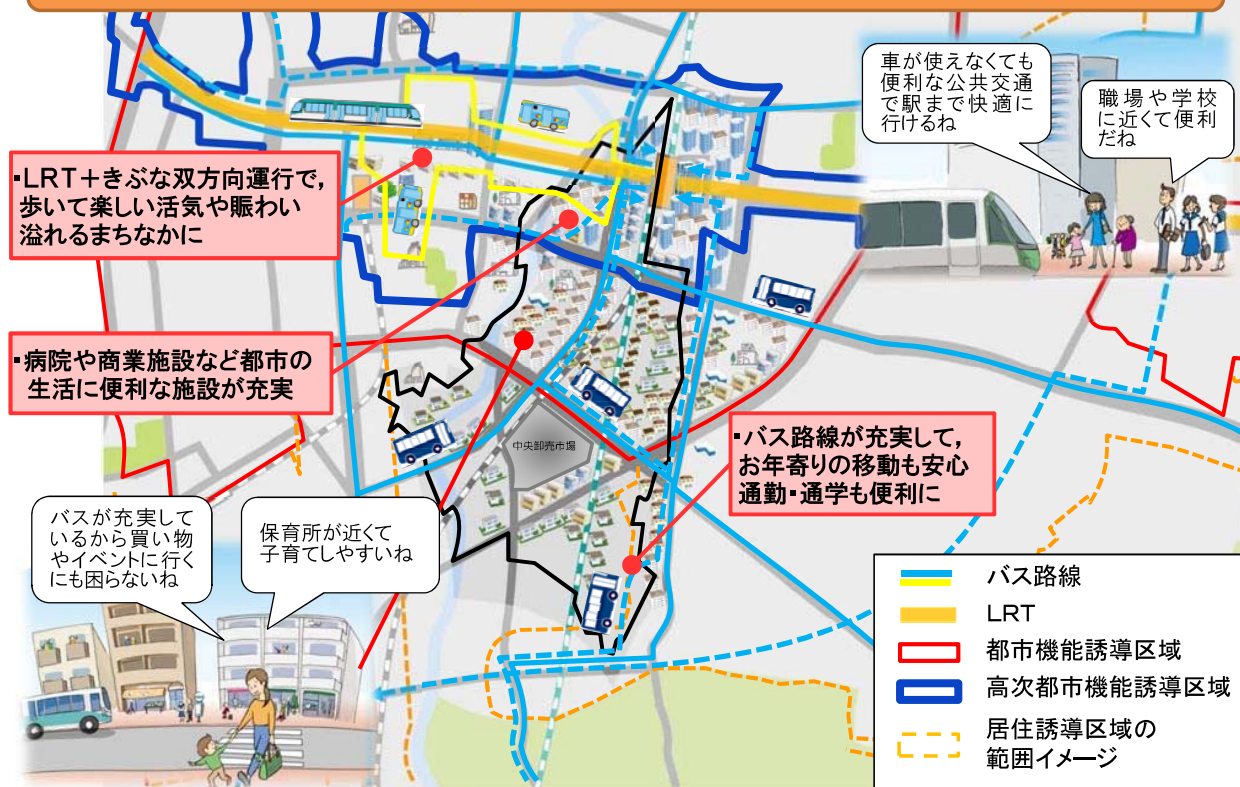 車が使えなくても
便利な公共交通
で駅まで快適に
行けるね
職場や学校
に近くて便利
だね
・LRT+きぶな双方向運行で,
歩いて楽しい活気や賑わい
溢れるまちなかに
・病院や商業施設など都市の
生活に便利な施設が充実
中央卸売市場
・バス路線が充実して,
お年寄りの移動も安心
通勤・通学も便利に
バスが充実して
いるから買い物
やイベントに行く
にも困らないね
保育所が近くて
子育てしやすいね
バス路線
LRT
都市機能誘導区域
高次都市機能誘導区域
居住誘導区域の
範囲イメージ